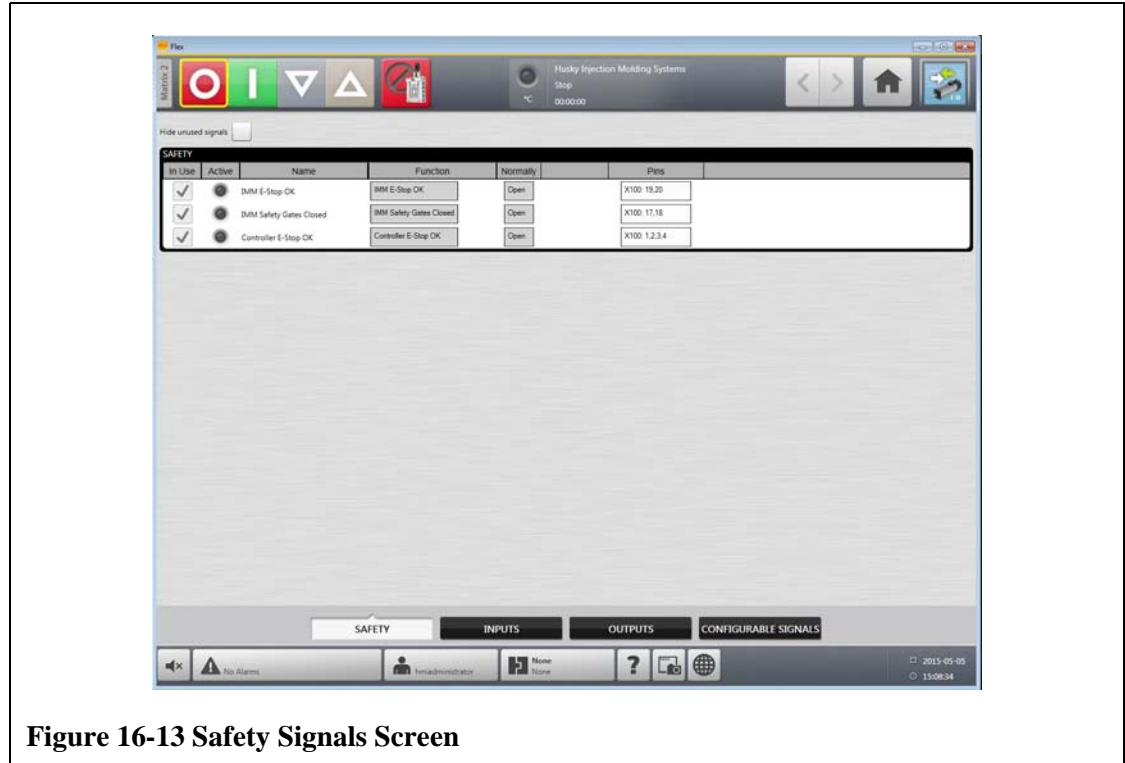 Flex
Matrix 2
°C
Husky Injection Molding Systems
Stop
00:00:00
Hide unused signals
SAFETY
In Use Active Name Function Normally Pins
IMM E-Stop OK IMM E-Stop OK Open X100: 19,20
IMM Safety Gates Closed IMM Safety Gates Closed Open X100: 17,18
Controller E-Stop OK Controller E-Stop OK Open X100: 1,2,3,4
SAFETY INPUTS OUTPUTS CONFIGURABLE SIGNALS
No Alarms hmiadministrator None None ? 2015-05-05
15:08:34
Figure 16-13 Safety Signals Screen